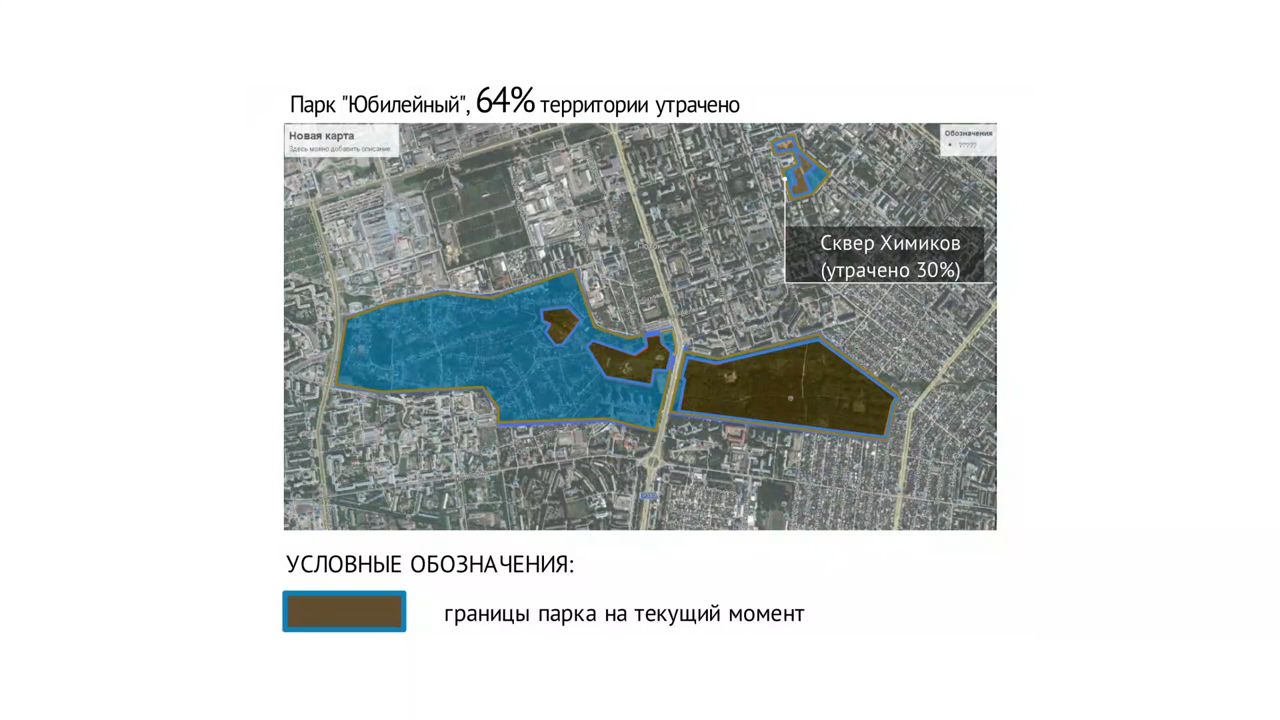 Парк "Юбилейный", 64% территории утрачено
Новая карта
Здесь можно добавить описание.
Обозначения
?????
Сквер Химиков
(утрачено 30%)
УСЛОВНЫЕ ОБОЗНАЧЕНИЯ:
границы парка на текущий момент